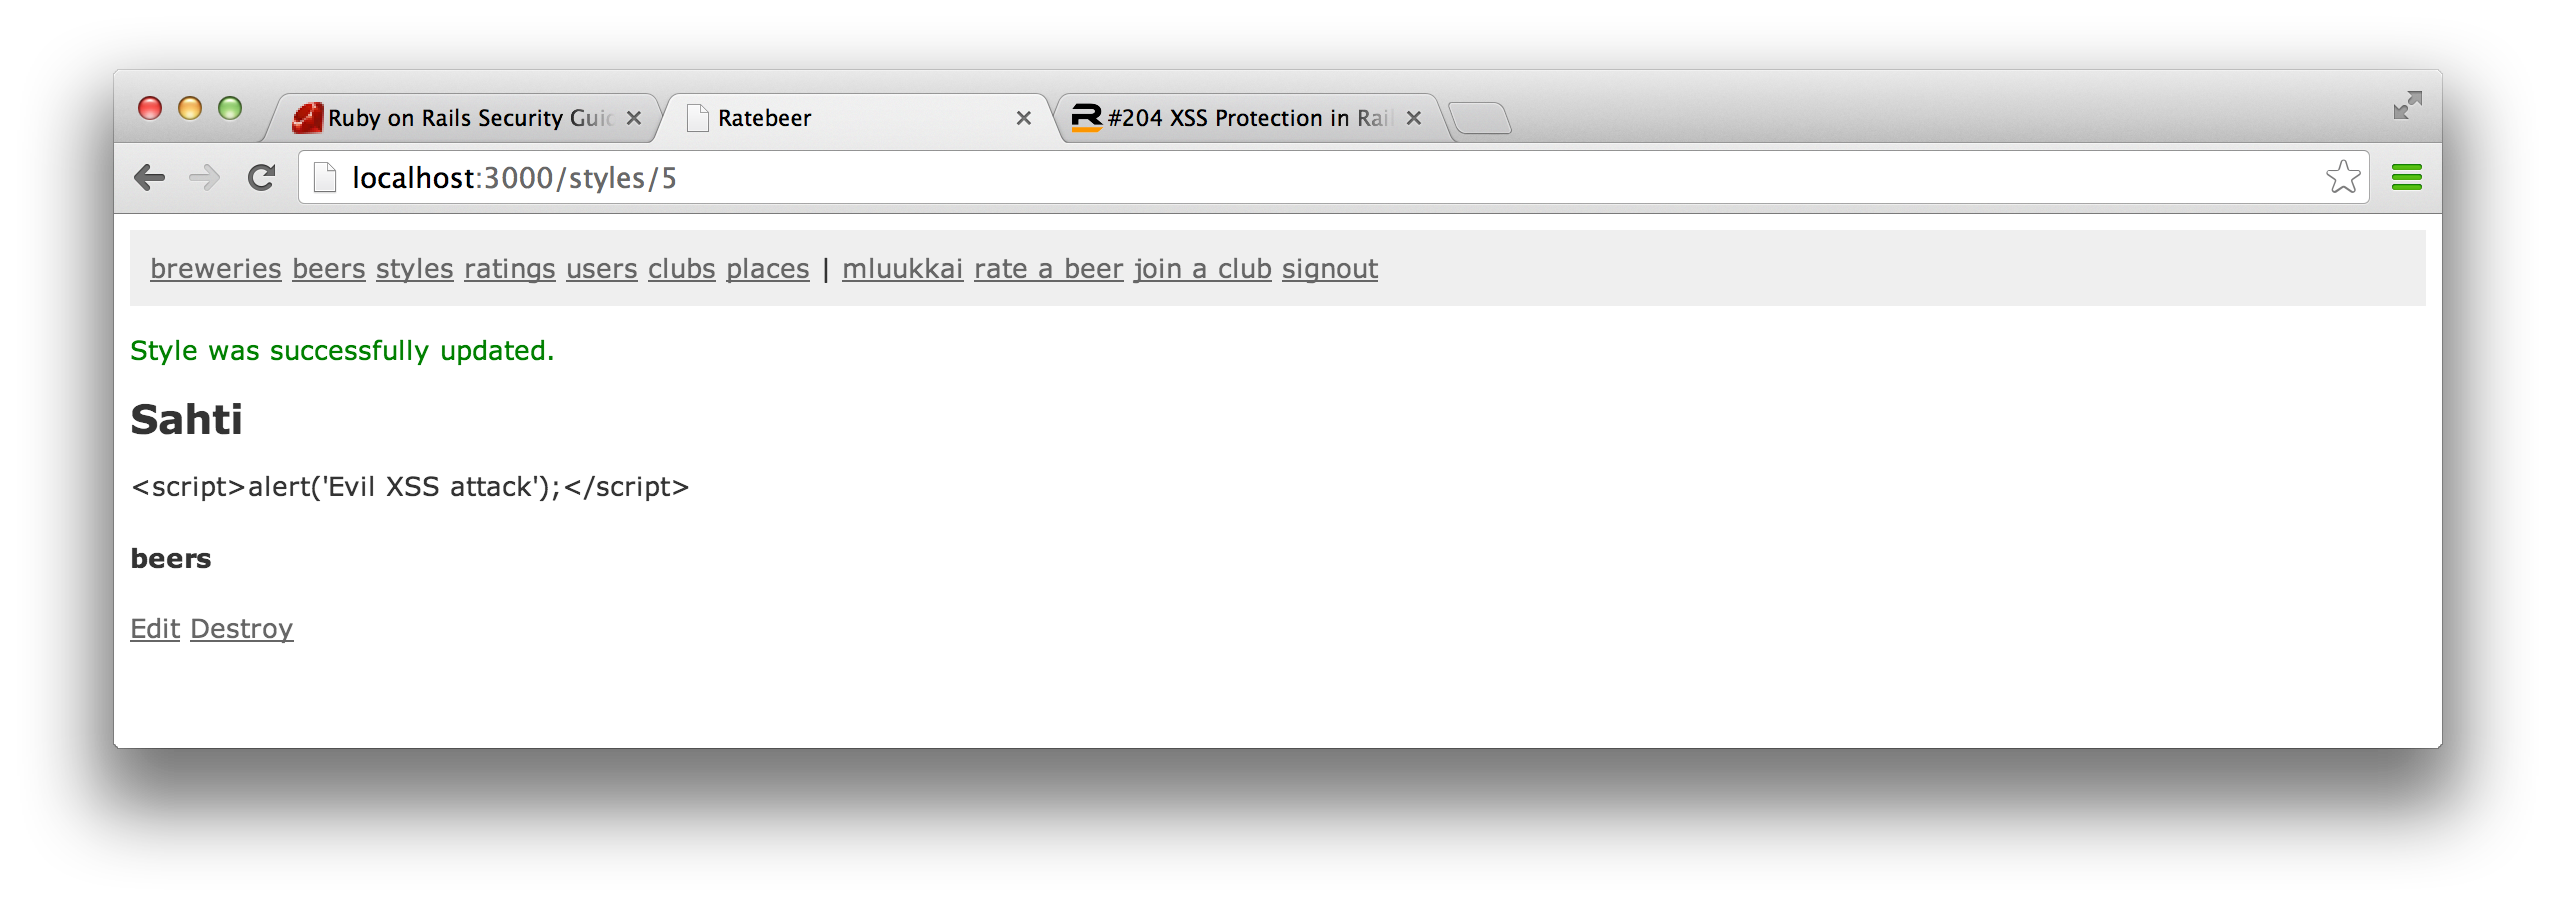 Ruby on Rails Security Guid
Ratebeer
#204 XSS Protection in Rail
localhost:3000/styles/5
breweries beers styles ratings users clubs places | mluukkai rate a beer join a club signout
Style was successfully updated.
Sahti
<script>alert('Evil XSS attack');</script>
beers
Edit Destroy